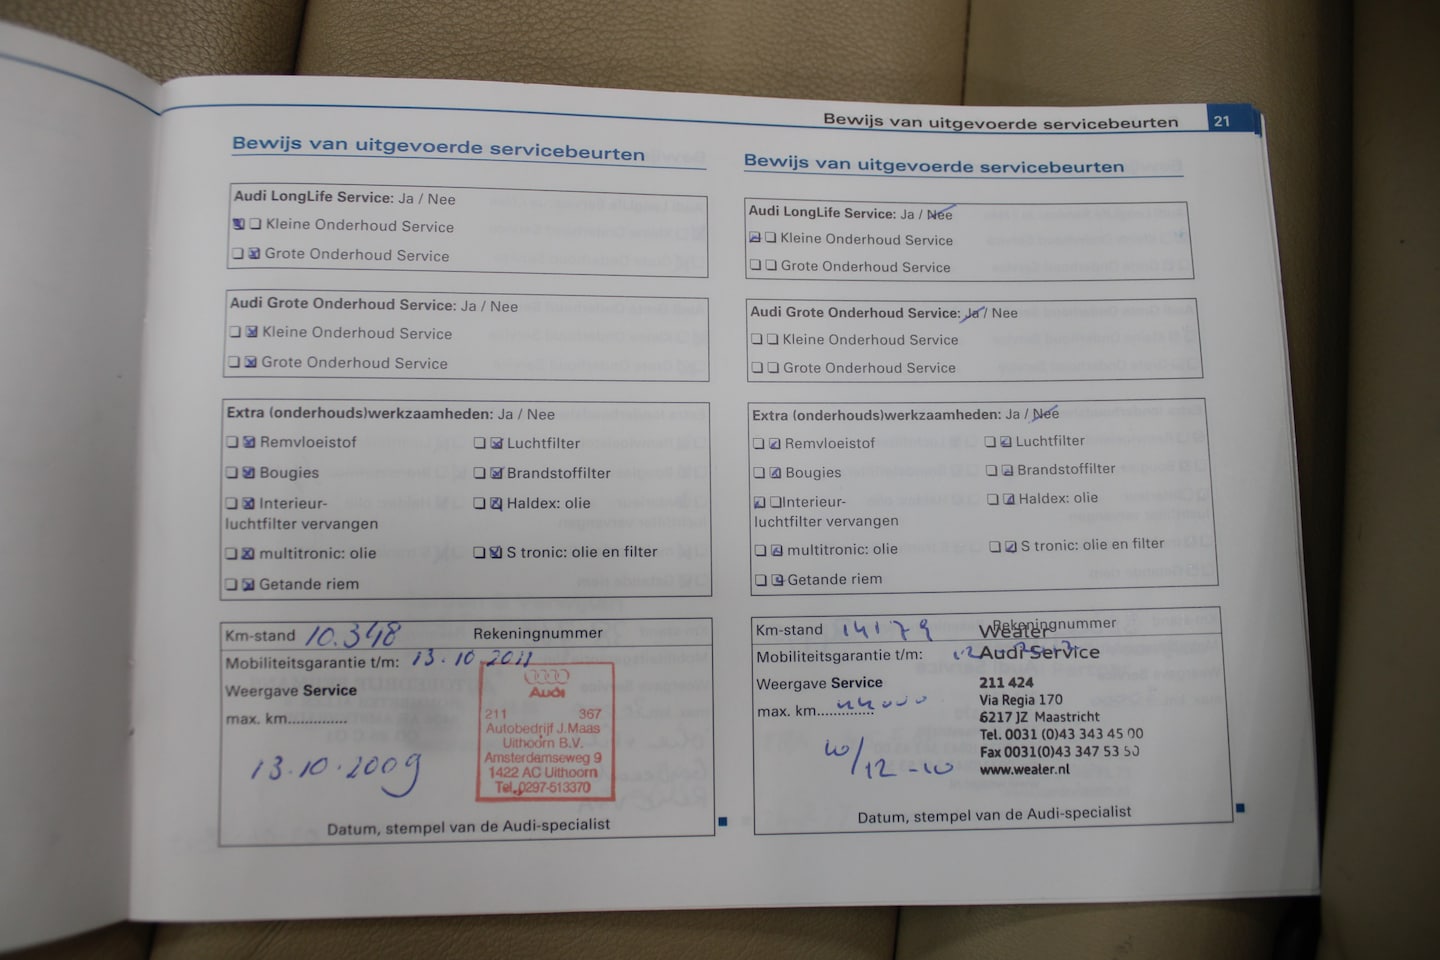 Bewijs van uitgevoerde servicebeurten 21
Bewijs van uitgevoerde servicebeurten
Audi LongLife Service: Ja / Nee
Kleine Onderhoud Service
Grote Onderhoud Service
Audi Grote Onderhoud Service: Ja / Nee
Kleine Onderhoud Service
Grote Onderhoud Service
Extra (onderhouds)werkzaamheden: Ja / Nee
Remvloeistof Luchtfilter
Bougies Brandstoffilter
Interieur- Haldex: olie
luchtfilter vervangen
multitronic: olie S tronic: olie en filter
Getande riem
Km-stand 10.348 Rekeningnummer
Mobiliteitsgarantie t/m: 13.10.2011
Weergave Service
max. km..............
13.10.2009
Audi
211 367
Autobedrijf J.Maas
Uithoorn B.V.
Amsterdamseweg 9
1422 AC Uithoorn
Tel.0297-513370
Datum, stempel van de Audi-specialist
Bewijs van uitgevoerde servicebeurten
Audi LongLife Service: Ja / Nee
Kleine Onderhoud Service
Grote Onderhoud Service
Audi Grote Onderhoud Service: Ja / Nee
Kleine Onderhoud Service
Grote Onderhoud Service
Extra (onderhouds)werkzaamheden: Ja / Nee
Remvloeistof Luchtfilter
Bougies Brandstoffilter
Interieur- Haldex: olie
luchtfilter vervangen
multitronic: olie S tronic: olie en filter
Getande riem
Km-stand 14179 Rekeningnummer
Mobiliteitsgarantie t/m:
Weergave Service
max. km..............
10/12-10
Wealer
Audi Service
211 424
Via Regia 170
6217 JZ Maastricht
Tel. 0031 (0)43 343 45 00
Fax 0031(0)43 347 53 50
www.wealer.nl
Datum, stempel van de Audi-specialist